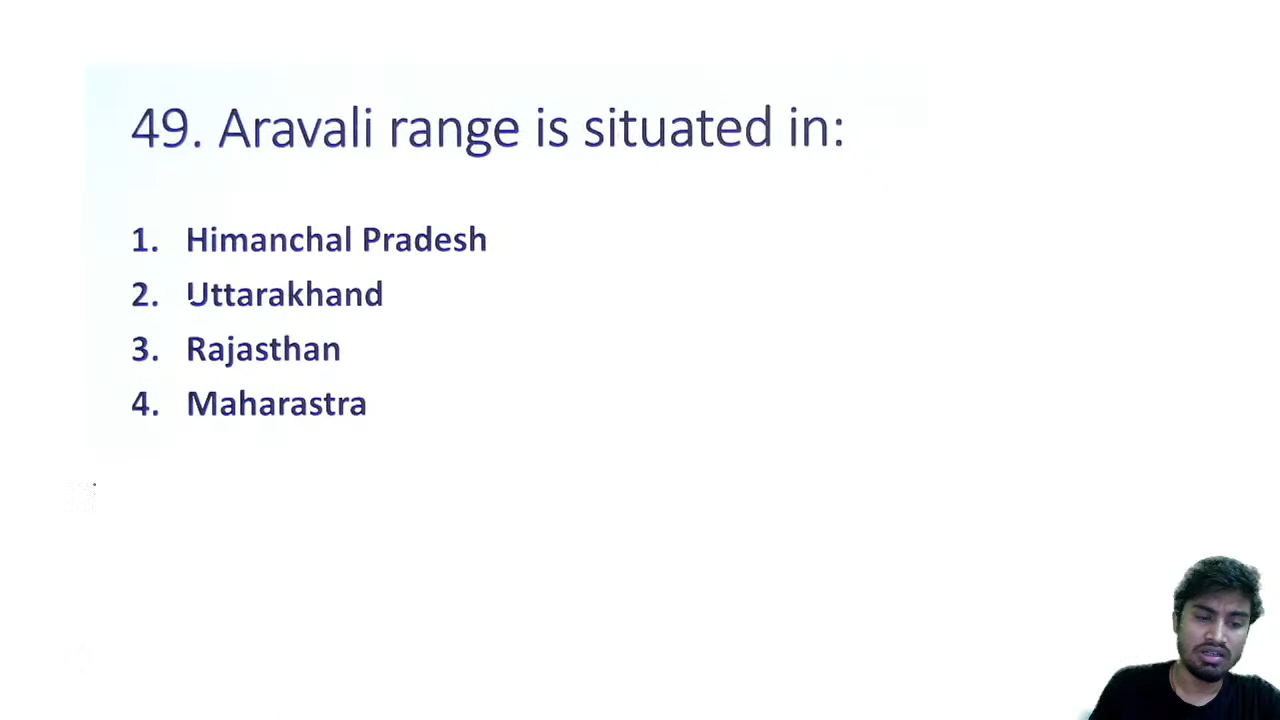 49. Aravali range is situated in:
1. Himanchal Pradesh
2. Uttarakhand
3. Rajasthan
4. Maharastra